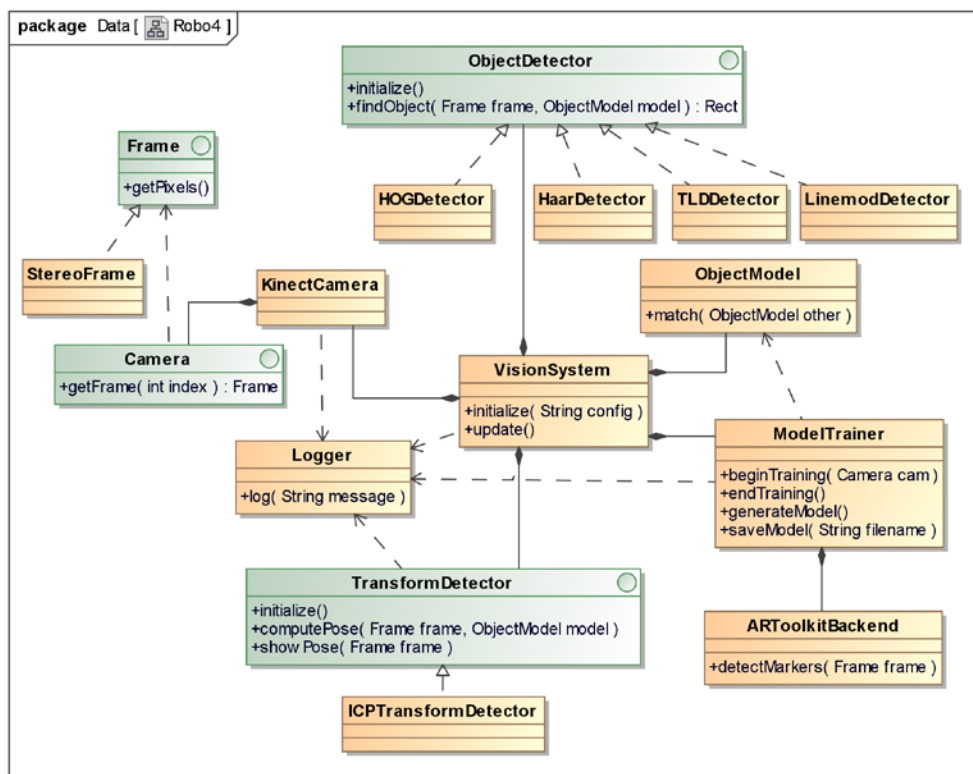 package Data [ Robo4 ]
ObjectDetector
+initialize()
+findObject( Frame frame, ObjectModel model ) : Rect
Frame
+getPixels()
HOGDetector
HaarDetector
TLDDetector
LinemodDetector
StereoFrame
KinectCamera
ObjectModel
+match( ObjectModel other )
Camera
+getFrame( int index ) : Frame
VisionSystem
+initialize( String config )
+update()
ModelTrainer
+beginTraining( Camera cam )
+endTraining()
+generateModel()
+saveModel( String filename )
Logger
+log( String message )
TransformDetector
+initialize()
+computePose( Frame frame, ObjectModel model )
+show Pose( Frame frame )
ARToolkitBackend
+detectMarkers( Frame frame )
ICPTransformDetector